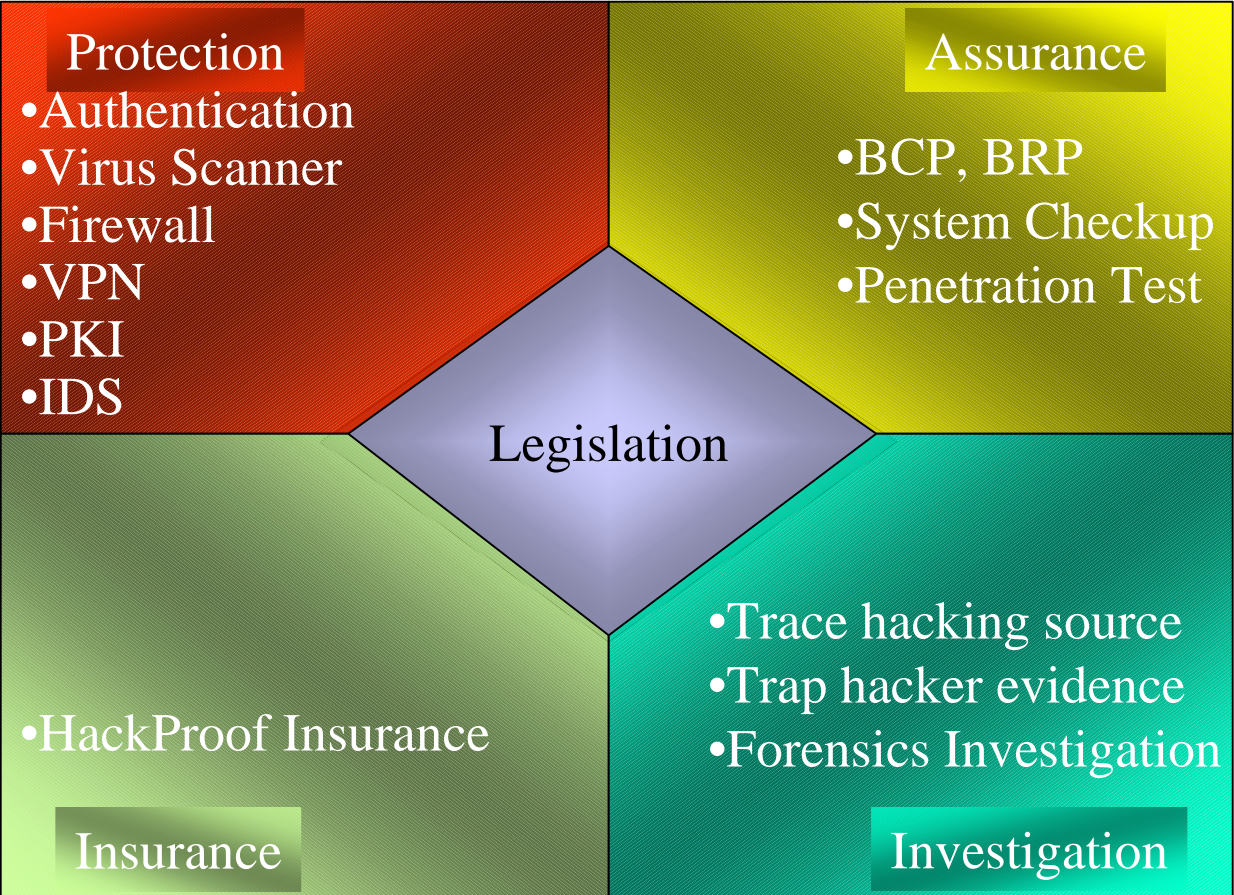 Protection
•Authentication
•Virus Scanner
•Firewall
•VPN
•PKI
•IDS
Assurance
•BCP, BRP
•System Checkup
•Penetration Test
Legislation
•HackProof Insurance
Insurance
•Trace hacking source
•Trap hacker evidence
•Forensics Investigation
Investigation